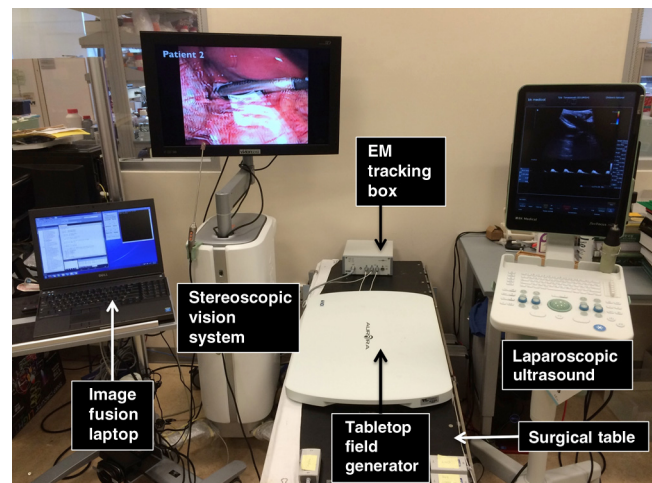 Patient 2
EM
tracking
box
Stereoscopic
vision
system
Laparoscopic
ultrasound
Image
fusion
laptop
Tabletop
field
generator
Surgical table
AURORA